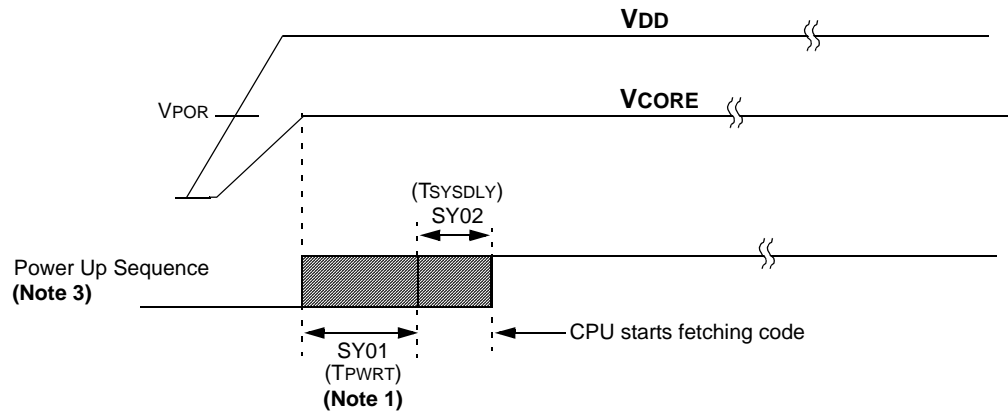 VDD
VPOR
VCORE
(TSYSDLY)
SY02
Power Up Sequence
(Note 3)
CPU starts fetching code
SY01
(TPWRT)
(Note 1)